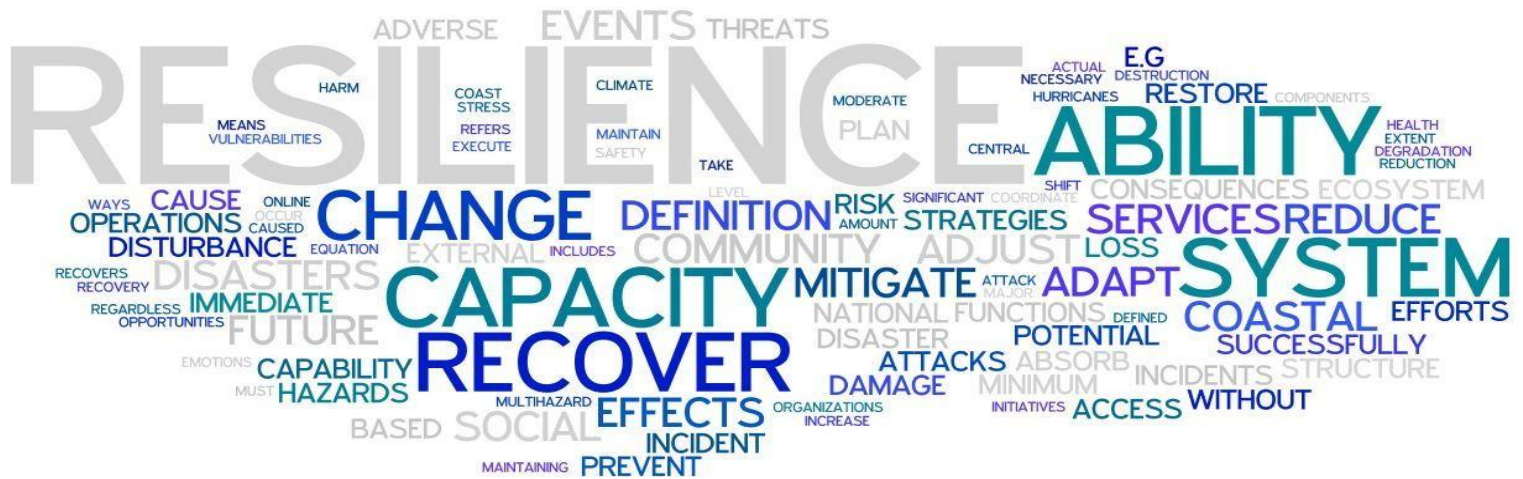 ADVERSE EVENTS THREATS
RESILIENCE
HARM
COAST
STRESS
CLIMATE
MODERATE
ACTUAL
E.G
NECESSARY
DESTRUCTION
HURRICANES
RESTORE
COMPONENTS
MEANS
VULNERABILITIES
REFERS
EXECUTE
MAINTAIN
SAFETY
TAKE
PLAN
CENTRAL
ABILITY
HEALTH
EXTENT
DEGRADATION
REDUCTION
WAYS
CAUSE
ONLINE
OPERATIONS
OCCUR
CAUSED
CHANGE
LEVEL
DEFINITION
RISK
AMOUNT
SIGNIFICANT
COORDINATE
SHIFT
STRATEGIES
CONSEQUENCES
ECOSYSTEM
SERVICES
REDUCE
DISTURBANCE
EQUATION
EXTERNAL
INCLUDES
COMMUNITY
ADJUST
LOSS
SYSTEM
RECOVERS
RECOVERY
DISASTERS
CAPACITY
MITIGATE
ATTACK
MAJOR
ADAPT
REGARDLESS
OPPORTUNITIES
IMMEDIATE
FUTURE
NATIONAL
FUNCTIONS
DEFINED
COASTAL
EFFORTS
DISASTER
POTENTIAL
SUCCESSFULLY
EMOTIONS
CAPABILITY
RECOVER
ATTACKS
ABSORB
INCIDENTS
STRUCTURE
MUST
HAZARDS
DAMAGE
MINIMUM
MULTIHAZARD
EFFECTS
ORGANIZATIONS
INCREASE
INITIATIVES
ACCESS
WITHOUT
BASED
SOCIAL
INCIDENT
MAINTAINING
PREVENT